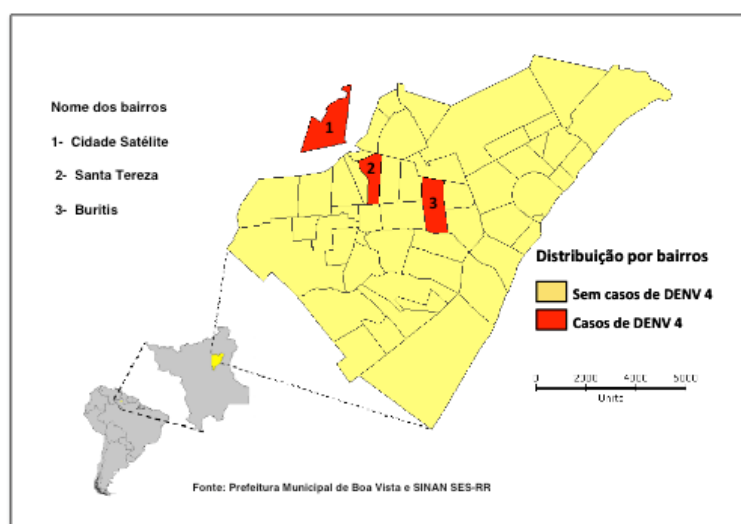 Nome dos bairros
1- Cidade Satélite
2- Santa Tereza
3- Buritis
1
2
3
Distribuição por bairros
Sem casos de DENV 4
Casos de DENV 4
0 2000 4000 6000
Units
Fonte: Prefeitura Municipal de Boa Vista e SINAN SES-RR